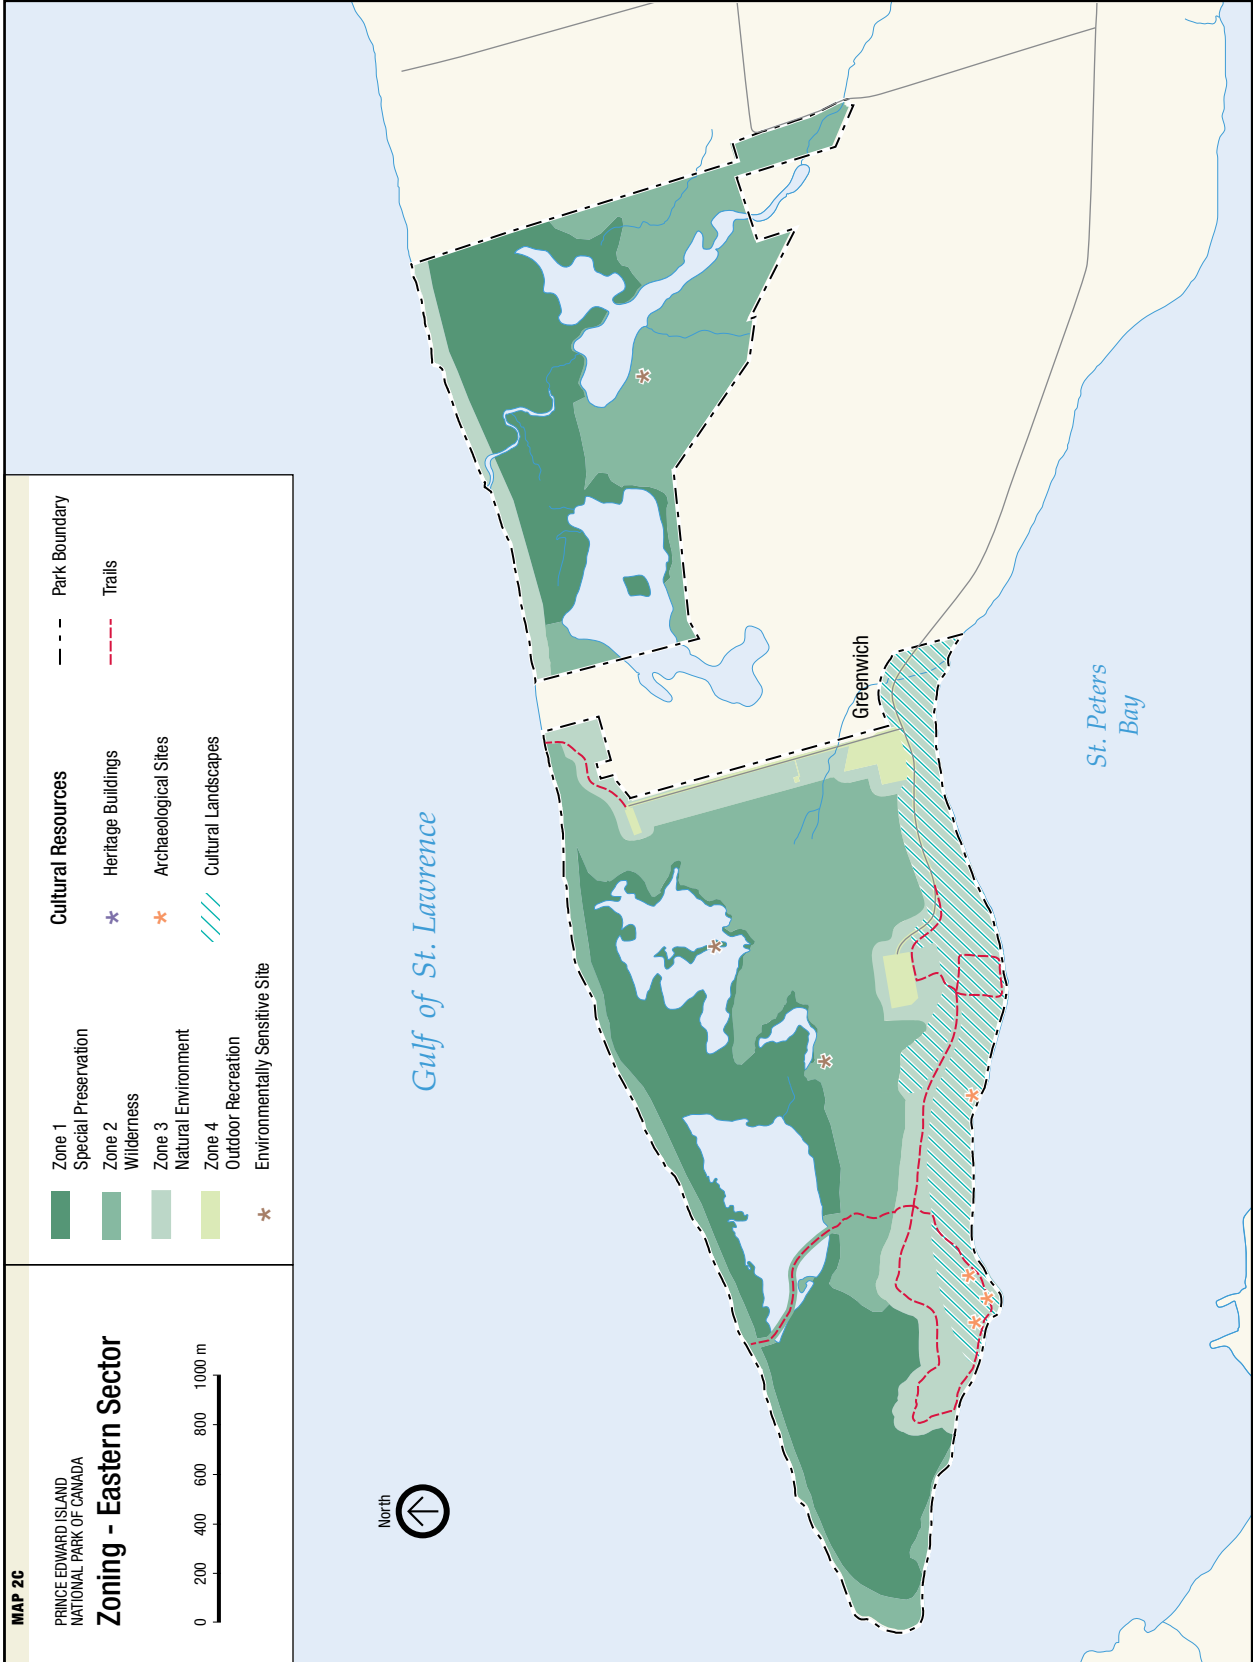 MAP 2C
PRINCE EDWARD ISLAND
NATIONAL PARK OF CANADA
Zoning - Eastern Sector
0 200 400 600 800 1000 m
Zone 1
Special Preservation
Zone 2
Wilderness
Zone 3
Natural Environment
Zone 4
Outdoor Recreation
Environmentally Sensitive Site
Cultural Resources
Heritage Buildings
Archaeological Sites
Cultural Landscapes
Park Boundary
Trails
North
Gulf of St. Lawrence
Greenwich
St. Peters
Bay